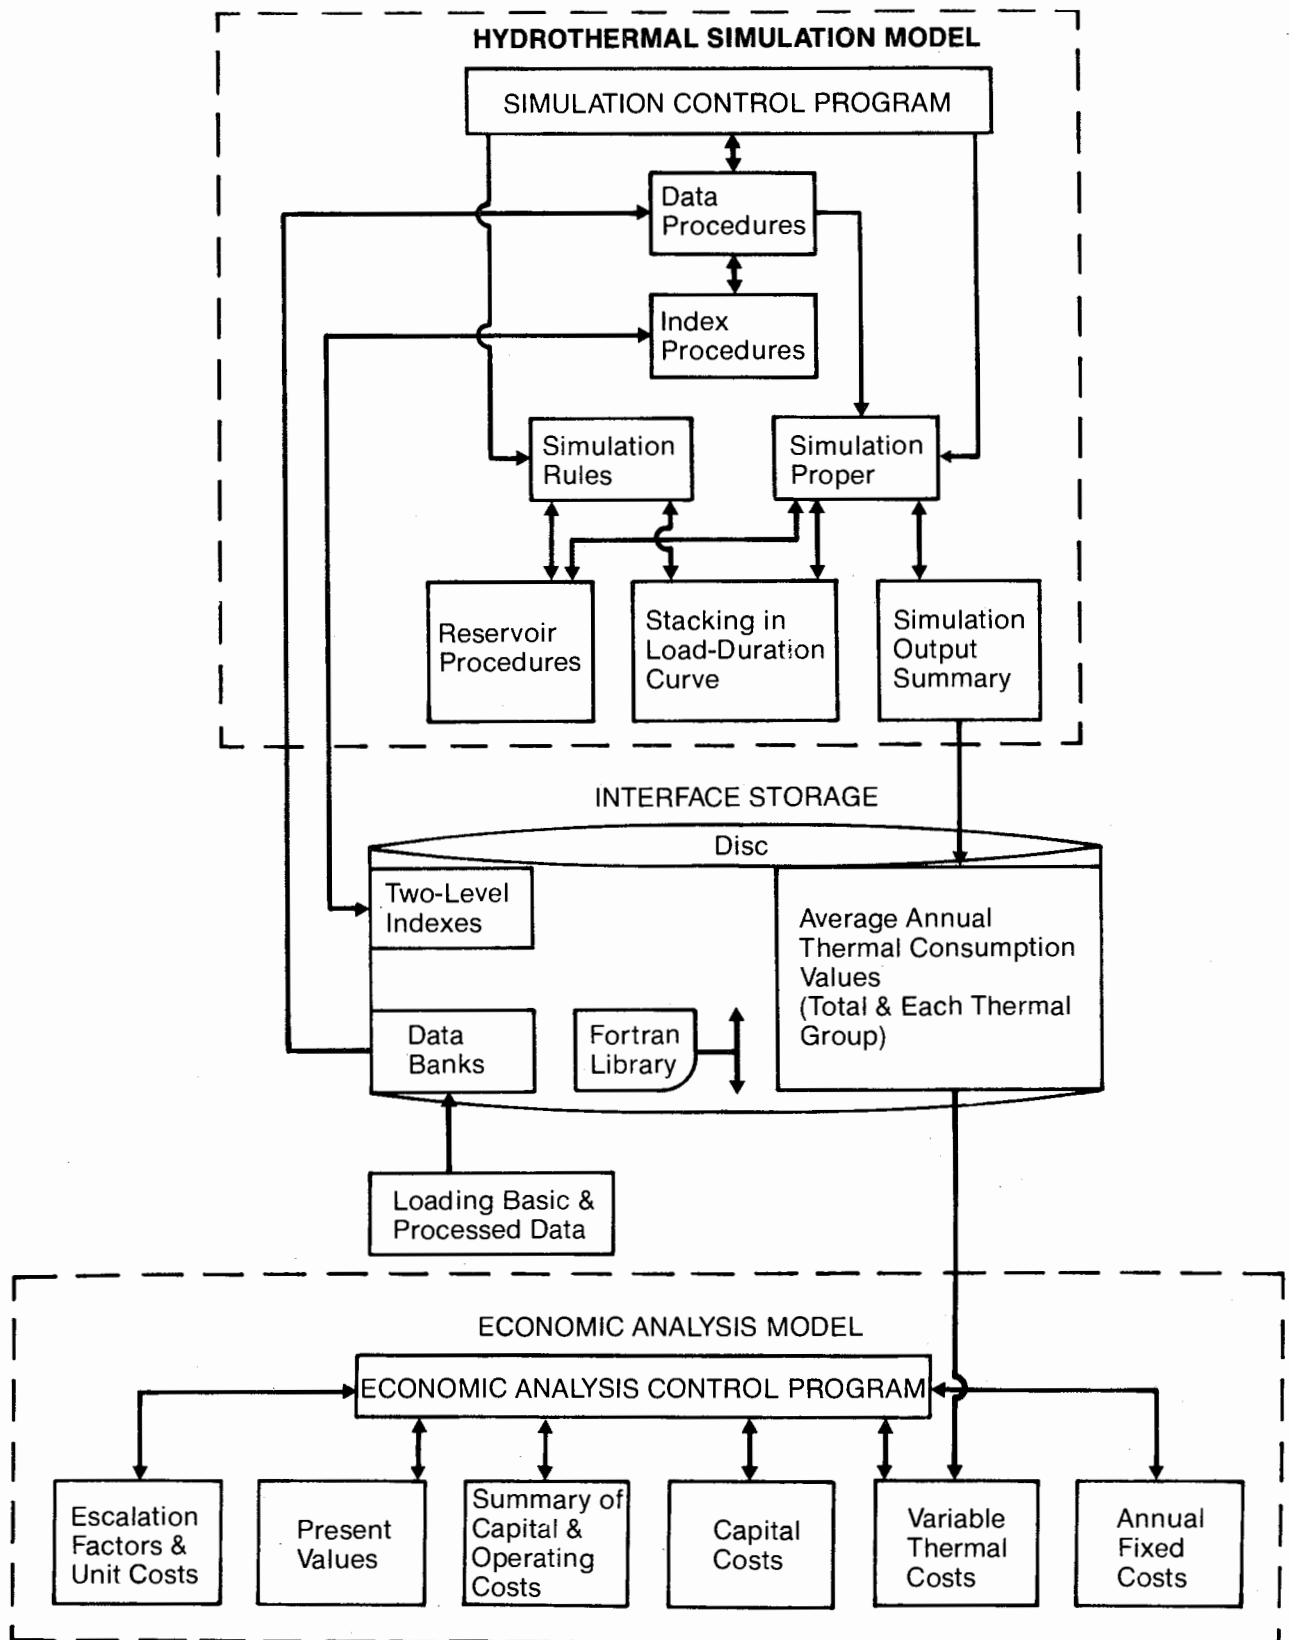 HYDROTHERMAL SIMULATION MODEL
SIMULATION CONTROL PROGRAM
Data
Procedures
Index
Procedures
Simulation
Rules
Simulation
Proper
Reservoir
Procedures
Stacking in
Load-Duration
Curve
Simulation
Output
Summary
INTERFACE STORAGE
Disc
Two-Level
Indexes
Average Annual
Thermal Consumption
Values
(Total & Each Thermal
Group)
Data
Banks
Fortran
Library
Loading Basic &
Processed Data
ECONOMIC ANALYSIS MODEL
ECONOMIC ANALYSIS CONTROL PROGRAM
Escalation
Factors &
Unit Costs
Present
Values
Summary of
Capital &
Operating
Costs
Capital
Costs
Variable
Thermal
Costs
Annual
Fixed
Costs